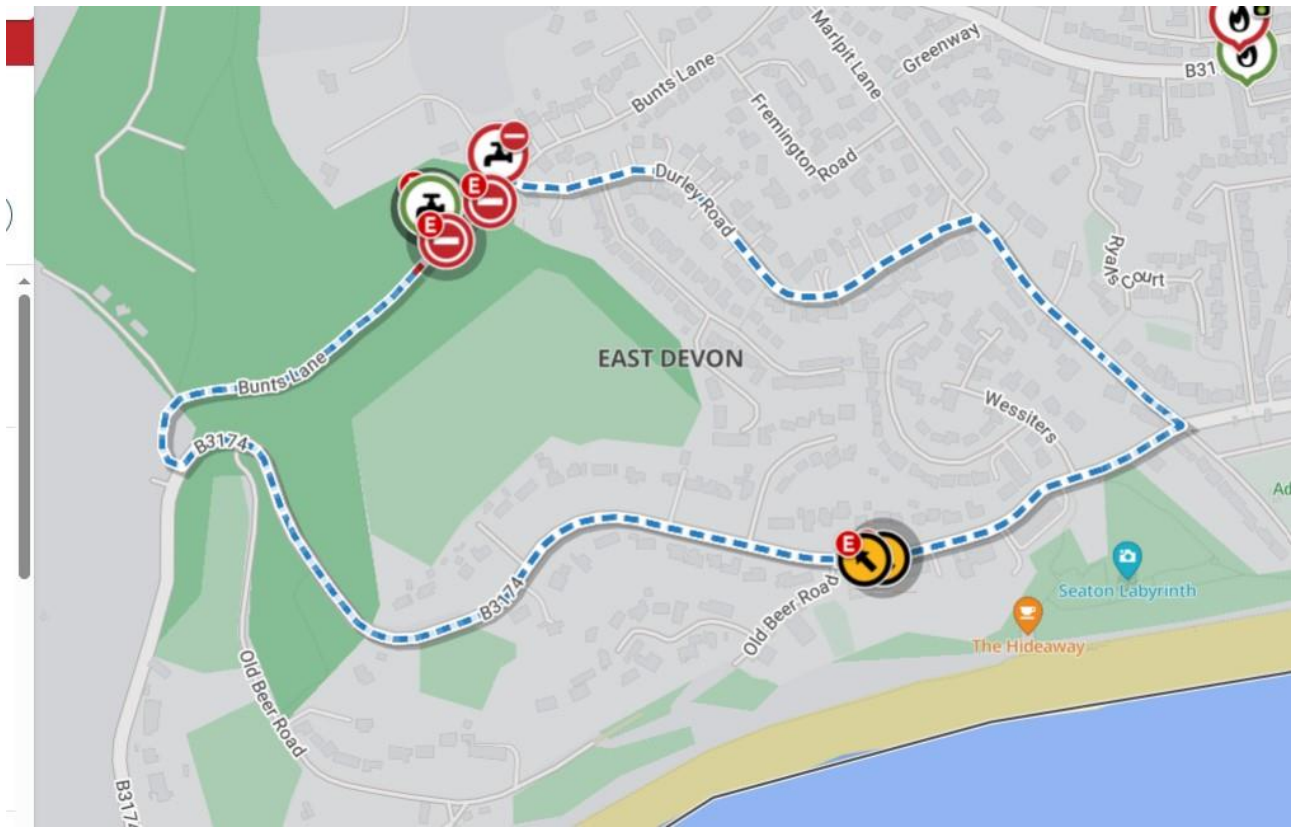 Marlpit Lane
Greenway
B31
Bunts Lane
Fremington Road
Durley Road
E
E
Ryalls Court
EAST DEVON
Bunts Lane
Wessiters
B3174
Ad
E
Seaton Labyrinth
B3174
Old Beer Road
The Hideaway
Old Beer Road
B3174